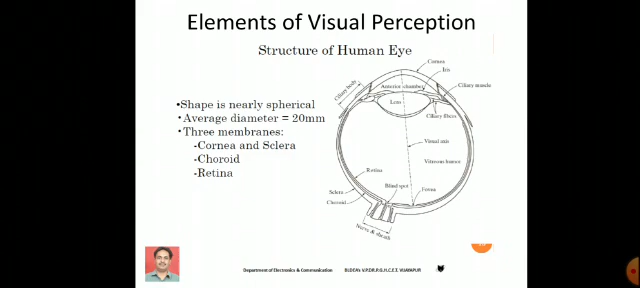 Elements of Visual Perception
Structure of Human Eye
Cornea
Iris
Ciliary body
Anterior chamber
Ciliary muscle
Lens
Ciliary fibers
•Shape is nearly spherical
•Average diameter = 20mm
•Three membranes:
-Cornea and Sclera
-Choroid
-Retina
Visual axis
Vitreous humor
Retina
Blind spot
Fovea
Sclera
Choroid
Nerve & sheath
Department of Electronics & Communication